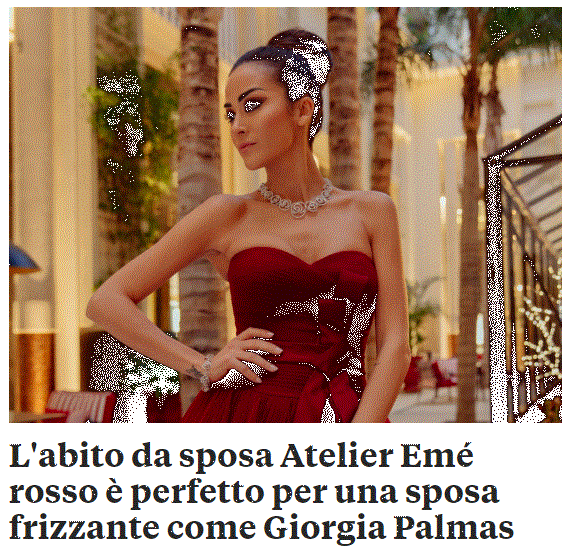 L'abito da sposa Atelier Emé
rosso è perfetto per una sposa
frizzante come Giorgia Palmas